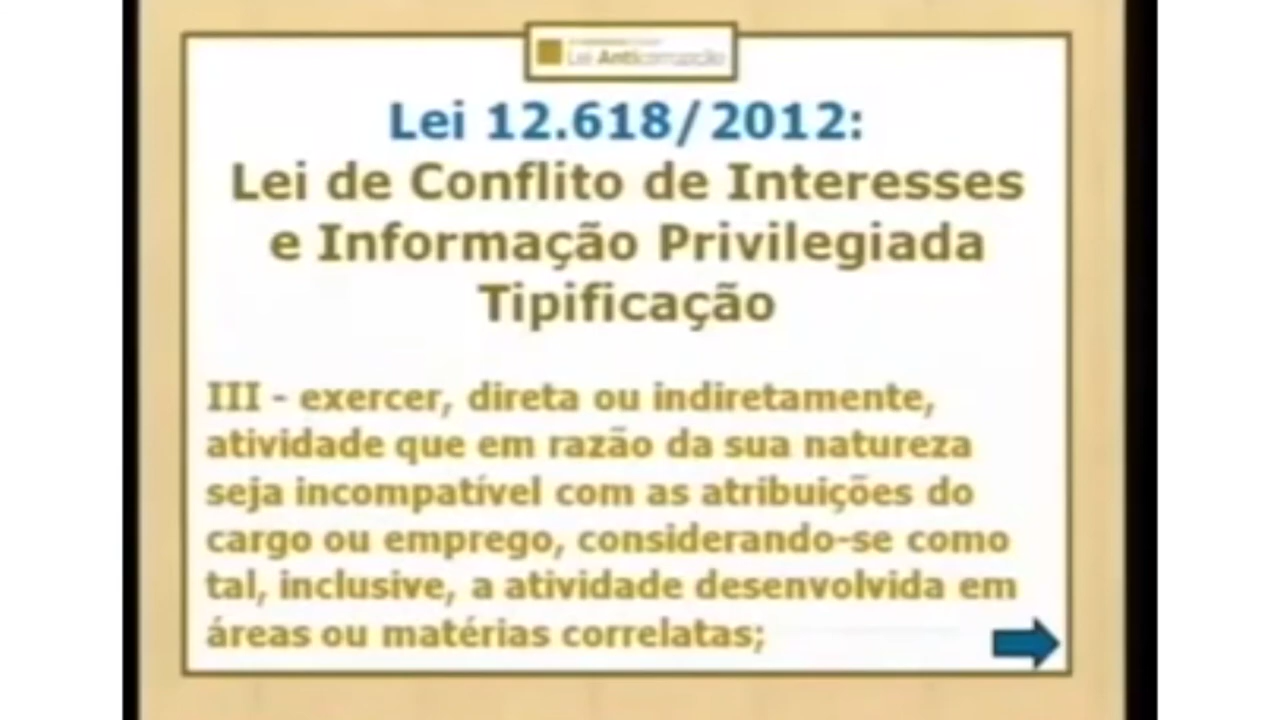 Lei Anticorrupção
Lei 12.618/2012:
Lei de Conflito de Interesses
e Informação Privilegiada
Tipificação
III - exercer, direta ou indiretamente,
atividade que em razão da sua natureza
seja incompatível com as atribuições do
cargo ou emprego, considerando-se como
tal, inclusive, a atividade desenvolvida em
áreas ou matérias correlatas;